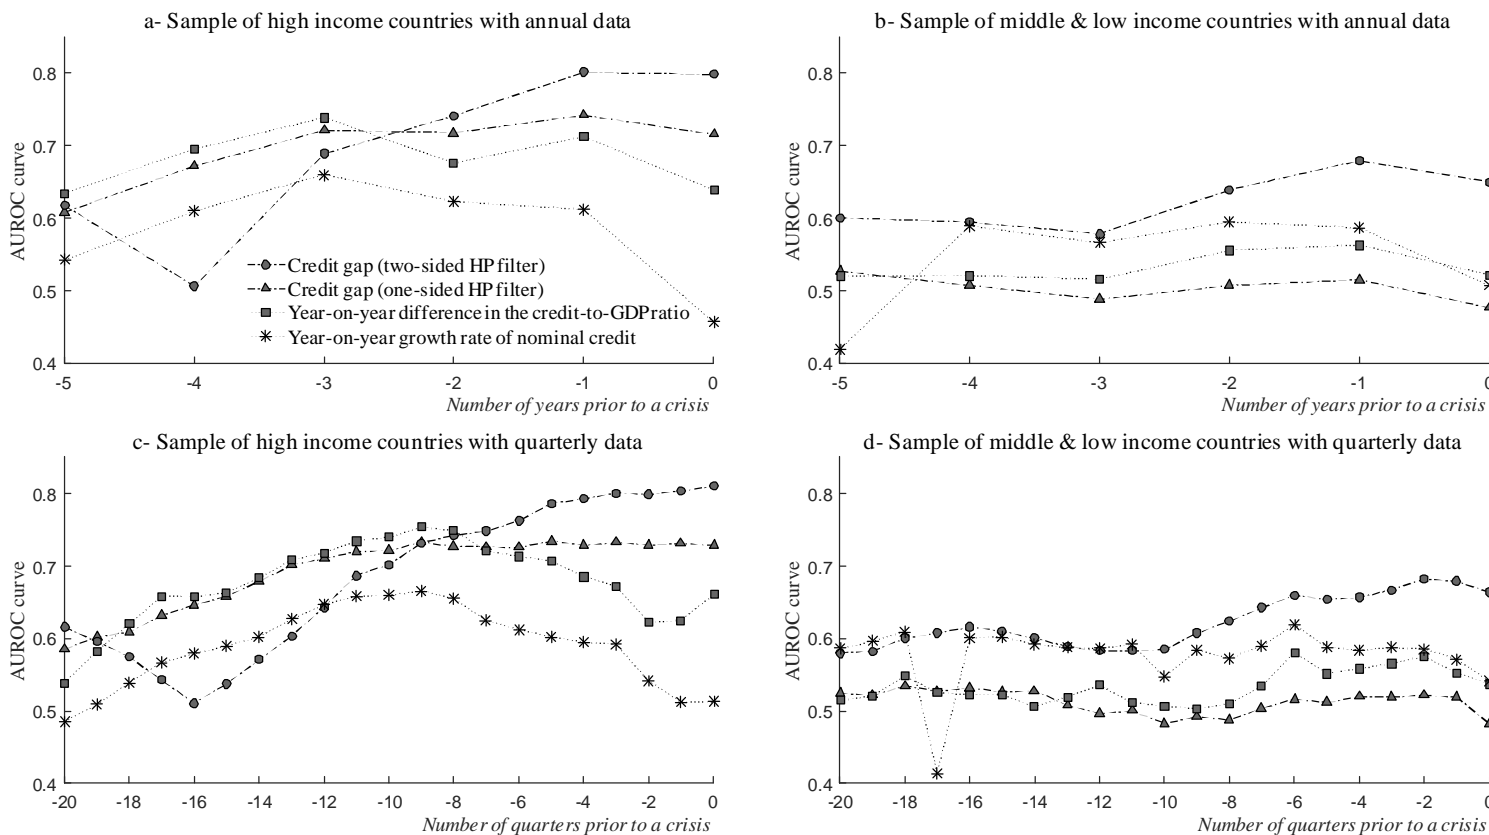 a- Sample of high income countries with annual data
AUROC curve
0.8
0.7
0.6
0.5
0.4
Credit gap (two-sided HP filter)
Credit gap (one-sided HP filter)
Year-on-year difference in the credit-to-GDP ratio
Year-on-year growth rate of nominal credit
-5 -4 -3 -2 -1 0
Number of years prior to a crisis
b- Sample of middle & low income countries with annual data
AUROC curve
0.8
0.7
0.6
0.5
0.4
-5 -4 -3 -2 -1 0
Number of years prior to a crisis
c- Sample of high income countries with quarterly data
AUROC curve
0.8
0.7
0.6
0.5
0.4
-20 -18 -16 -14 -12 -10 -8 -6 -4 -2 0
Number of quarters prior to a crisis
d- Sample of middle & low income countries with quarterly data
AUROC curve
0.8
0.7
0.6
0.5
0.4
-20 -18 -16 -14 -12 -10 -8 -6 -4 -2 0
Number of quarters prior to a crisis